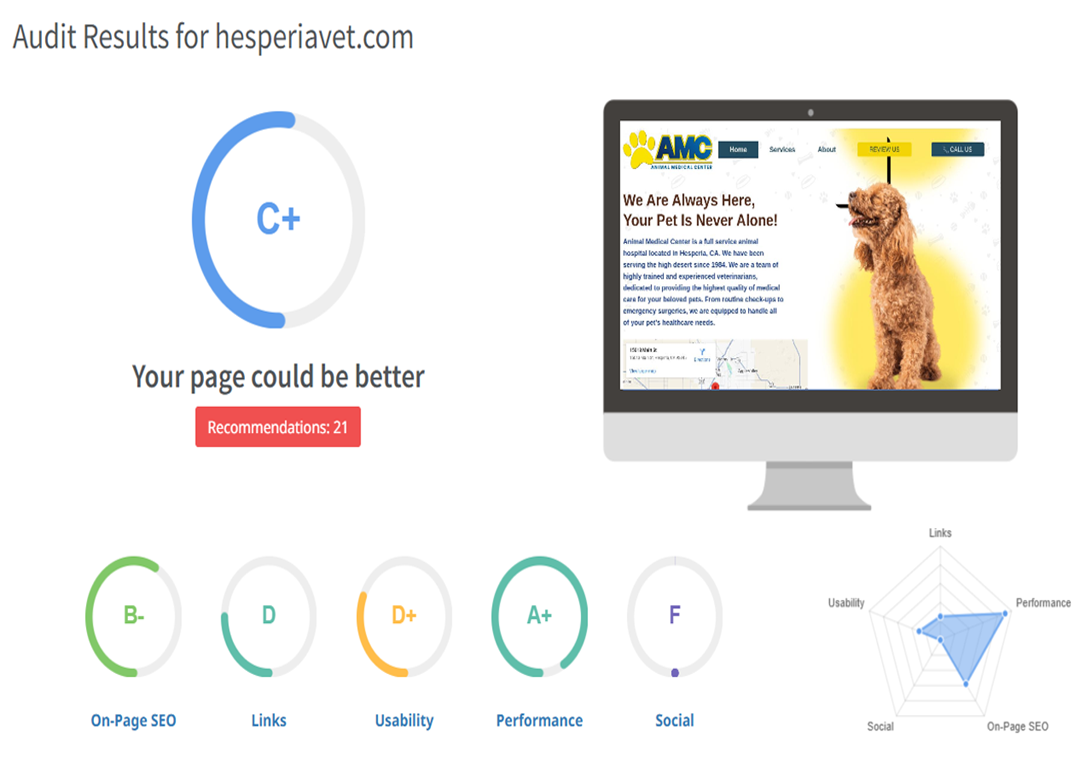 Audit Results for hesperiavet.com
C+
Your page could be better
Recommendations: 21
AMC
ANIMAL MEDICAL CENTER
Home
Services
About
REVIEW US
CALL US
We Are Always Here,
Your Pet Is Never Alone!
Animal Medical Center is a full service animal
hospital located in Hesperia, CA. We have been
serving the high desert since 1984. We are a team of
highly trained and experienced veterinarians,
dedicated to providing the highest quality of medical
care for your beloved pets. From routine check-ups to
emergency surgeries, we are equipped to handle all
of your pet's healthcare needs.
B-
D
D+
A+
F
On-Page SEO
Links
Usability
Performance
Social
Links
Usability
Performance
Social
On-Page SEO